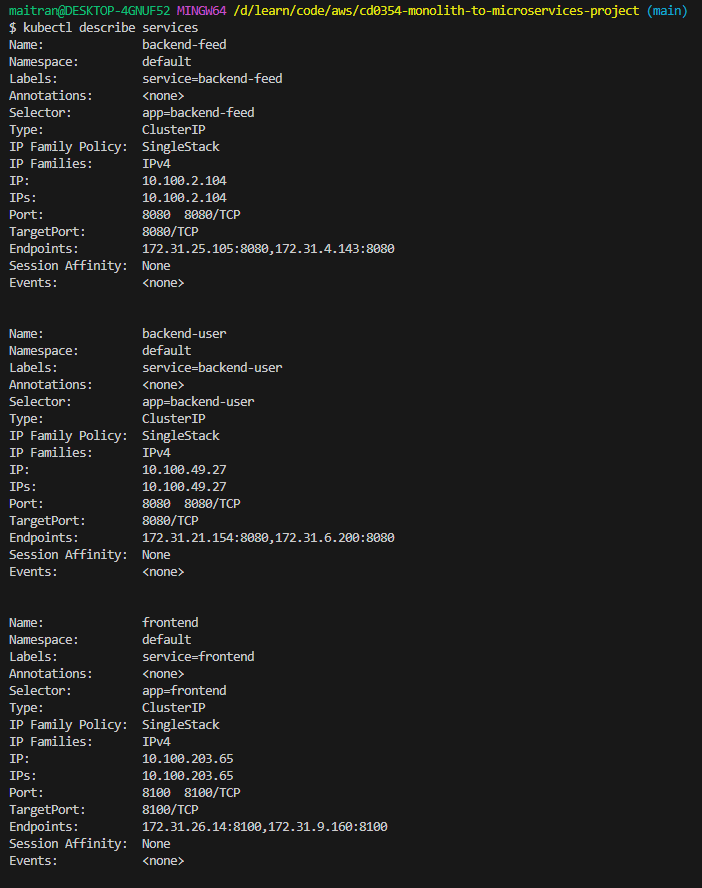 maitran@DESKTOP-4GNUF52 MINGW64 /d/learn/code/aws/cd0354-monolith-to-microservices-project (main)
$ kubectl describe services
Name:              backend-feed
Namespace:         default
Labels:            service=backend-feed
Annotations:       <none>
Selector:          app=backend-feed
Type:              ClusterIP
IP Family Policy:  SingleStack
IP Families:       IPv4
IP:                10.100.2.104
IPs:               10.100.2.104
Port:              8080  8080/TCP
TargetPort:        8080/TCP
Endpoints:         172.31.25.105:8080,172.31.4.143:8080
Session Affinity:  None
Events:            <none>

Name:              backend-user
Namespace:         default
Labels:            service=backend-user
Annotations:       <none>
Selector:          app=backend-user
Type:              ClusterIP
IP Family Policy:  SingleStack
IP Families:       IPv4
IP:                10.100.49.27
IPs:               10.100.49.27
Port:              8080  8080/TCP
TargetPort:        8080/TCP
Endpoints:         172.31.21.154:8080,172.31.6.200:8080
Session Affinity:  None
Events:            <none>

Name:              frontend
Namespace:         default
Labels:            service=frontend
Annotations:       <none>
Selector:          app=frontend
Type:              ClusterIP
IP Family Policy:  SingleStack
IP Families:       IPv4
IP:                10.100.203.65
IPs:               10.100.203.65
Port:              8100  8100/TCP
TargetPort:        8100/TCP
Endpoints:         172.31.26.14:8100,172.31.9.160:8100
Session Affinity:  None
Events:            <none>